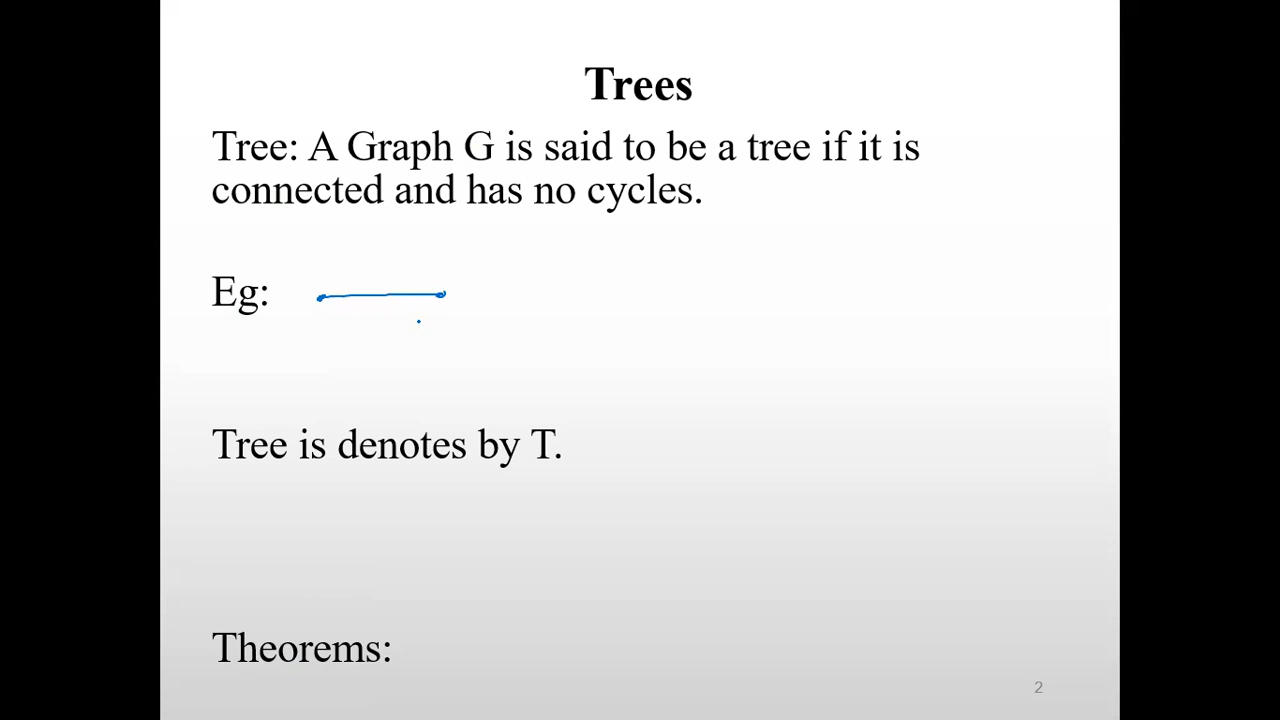 Trees
Tree: A Graph G is said to be a tree if it is
connected and has no cycles.
Eg:
Tree is denotes by T.
Theorems:
2